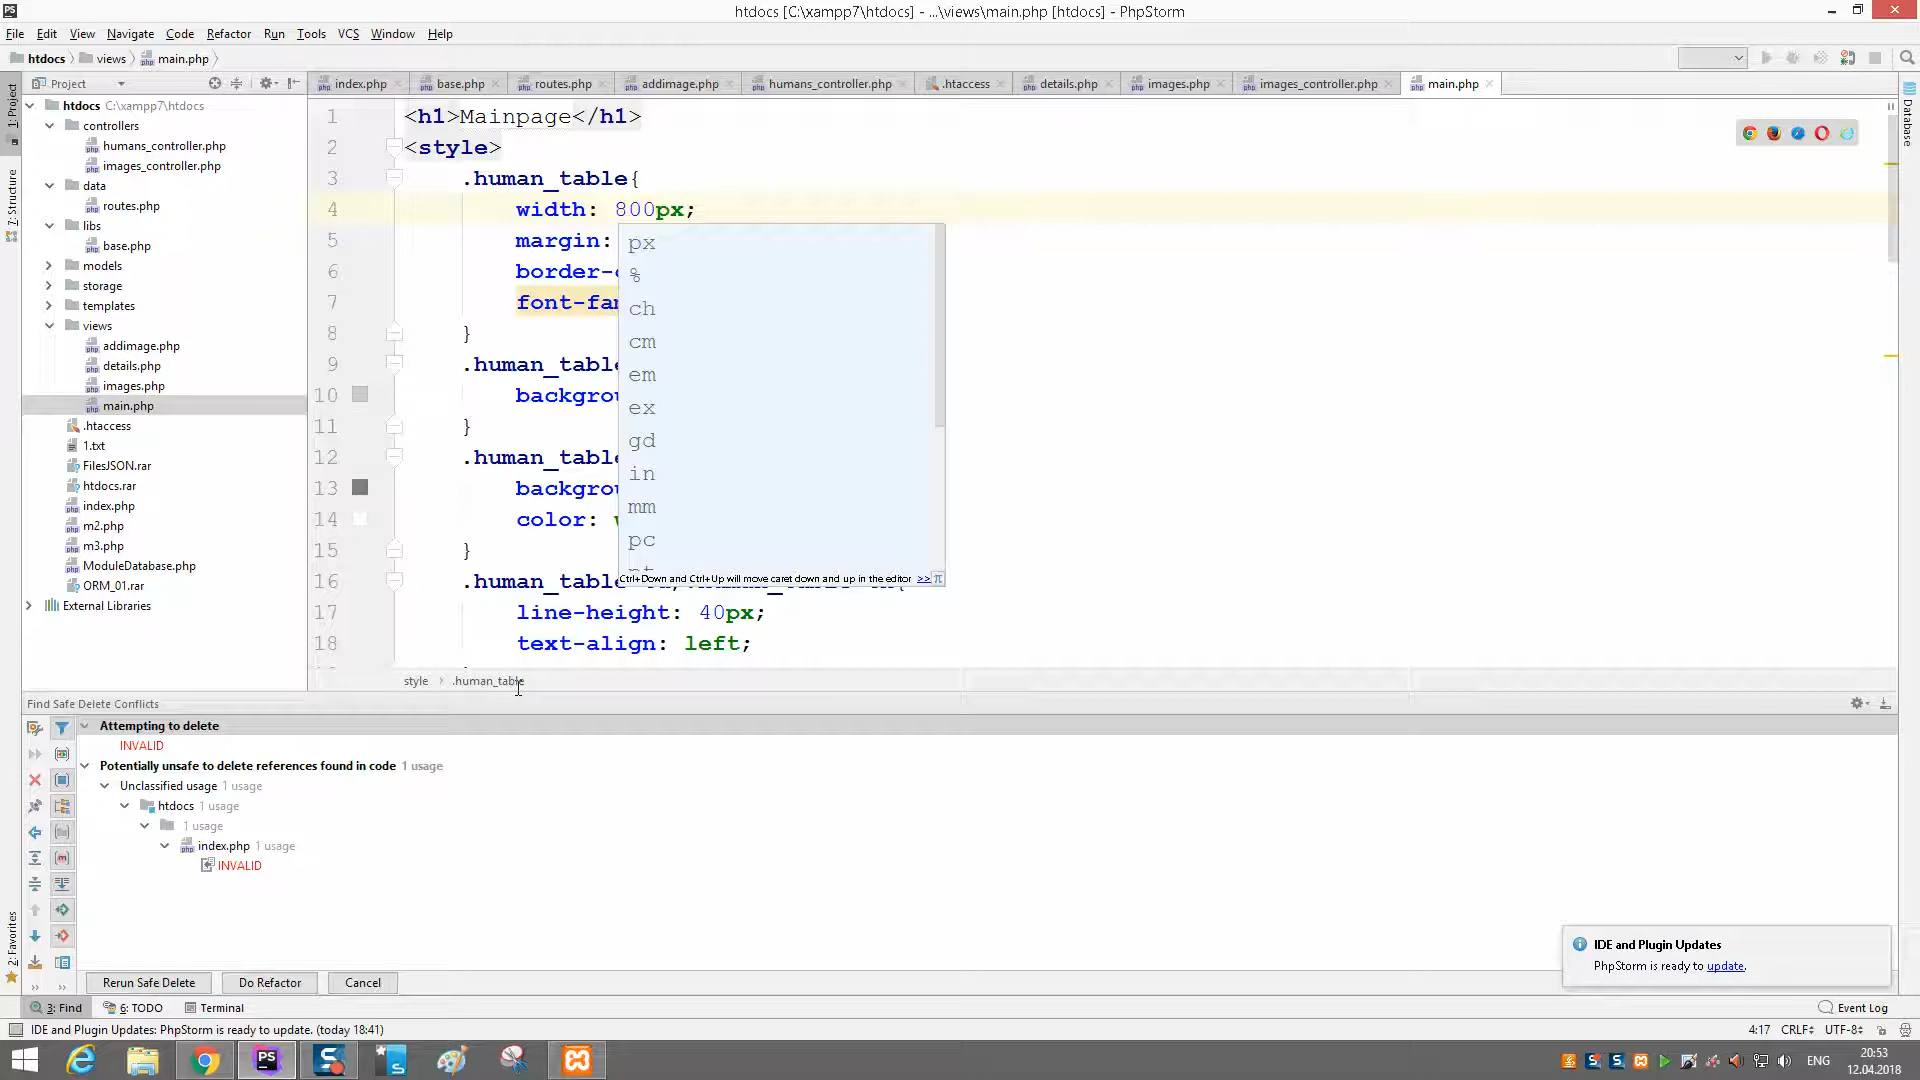 htdocs [C:\xampp7\htdocs] - ...\views\main.php [htdocs] - PhpStorm
File Edit View Navigate Code Refactor Run Tools VCS Window Help
htdocs views main.php
Project
index.php base.php routes.php addimage.php humans_controller.php .htaccess details.php images.php images_controller.php main.php
1: Project
7: Structure
2: Favorites
Database
htdocs C:\xampp7\htdocs
controllers
humans_controller.php
images_controller.php
data
routes.php
libs
base.php
models
storage
templates
views
addimage.php
details.php
images.php
main.php
.htaccess
1.txt
FilesJSON.rar
htdocs.rar
index.php
m2.php
m3.php
ModuleDatabase.php
ORM_01.rar
External Libraries
1 <h1>Mainpage</h1>
2 <style>
3 .human_table{
4 width: 800px;
5 margin:
6 border-
7 font-fam
8 }
9 .human_table
10 backgrou
11 }
12 .human_table
13 backgrou
14 color:
15 }
16 .human_table
17 line-height: 40px;
18 text-align: left;
px
%
ch
cm
em
ex
gd
in
mm
pc
Ctrl+Down and Ctrl+Up will move caret down and up in the editor >> π
style .human_table
Find Safe Delete Conflicts
Attempting to delete
INVALID
Potentially unsafe to delete references found in code 1 usage
Unclassified usage 1 usage
htdocs 1 usage
1 usage
index.php 1 usage
INVALID
Rerun Safe Delete Do Refactor Cancel
IDE and Plugin Updates
PhpStorm is ready to update.
3: Find 6: TODO Terminal Event Log
IDE and Plugin Updates: PhpStorm is ready to update. (today 18:41) 4:17 CRLF UTF-8
ENG
20:53
12.04.2018